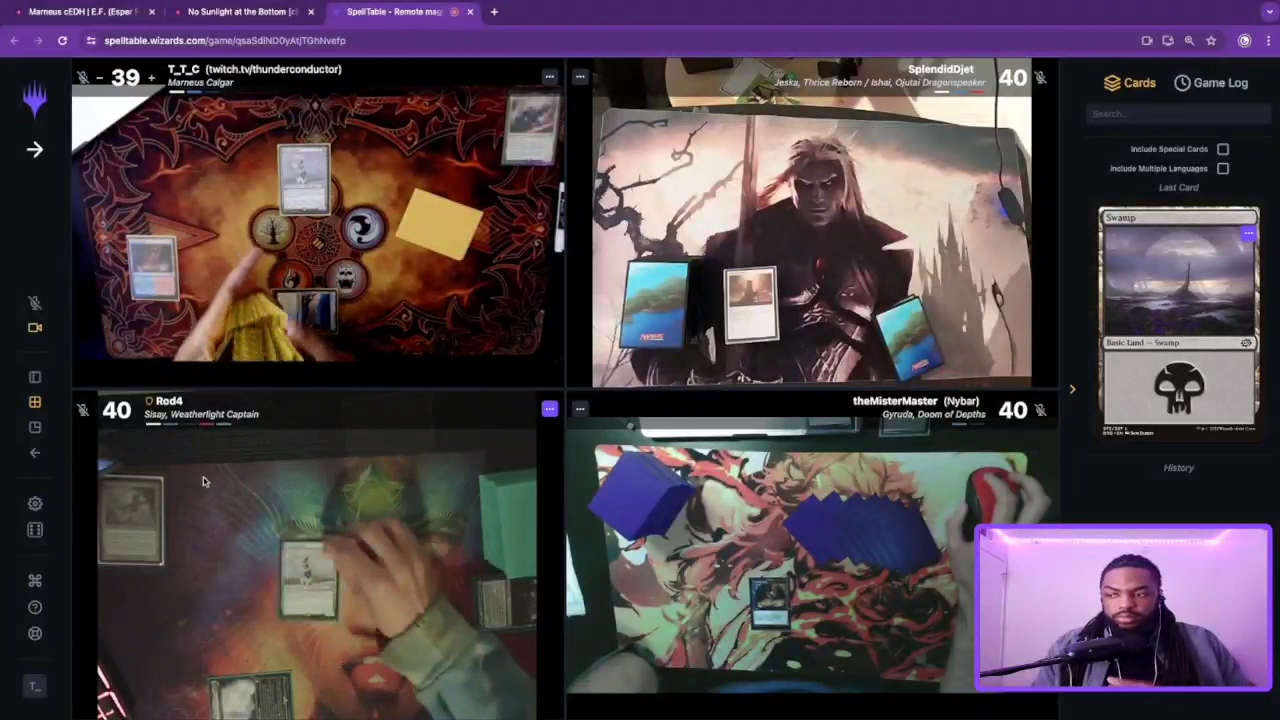 Marneus cEDH | E.F. (Esper
No Sunlight at the Bottom [c
SpellTable - Remote mag
spelltable.wizards.com/game/qsaSdlND0yAtjTGhNvefp
- 39 +
T_T_C (twitch.tv/thunderconductor)
Marneus Calgar
SplendidDjet
Jeska, Thrice Reborn / Ishai, Ojutai Dragonspeaker
40
40
Rod4
Sisay, Weatherlight Captain
theMisterMaster (Nybar)
Gyruda, Doom of Depths
40
Cards
Game Log
Search...
Include Special Cards
Include Multiple Languages
Last Card
Swamp
Basic Land — Swamp
History
T_